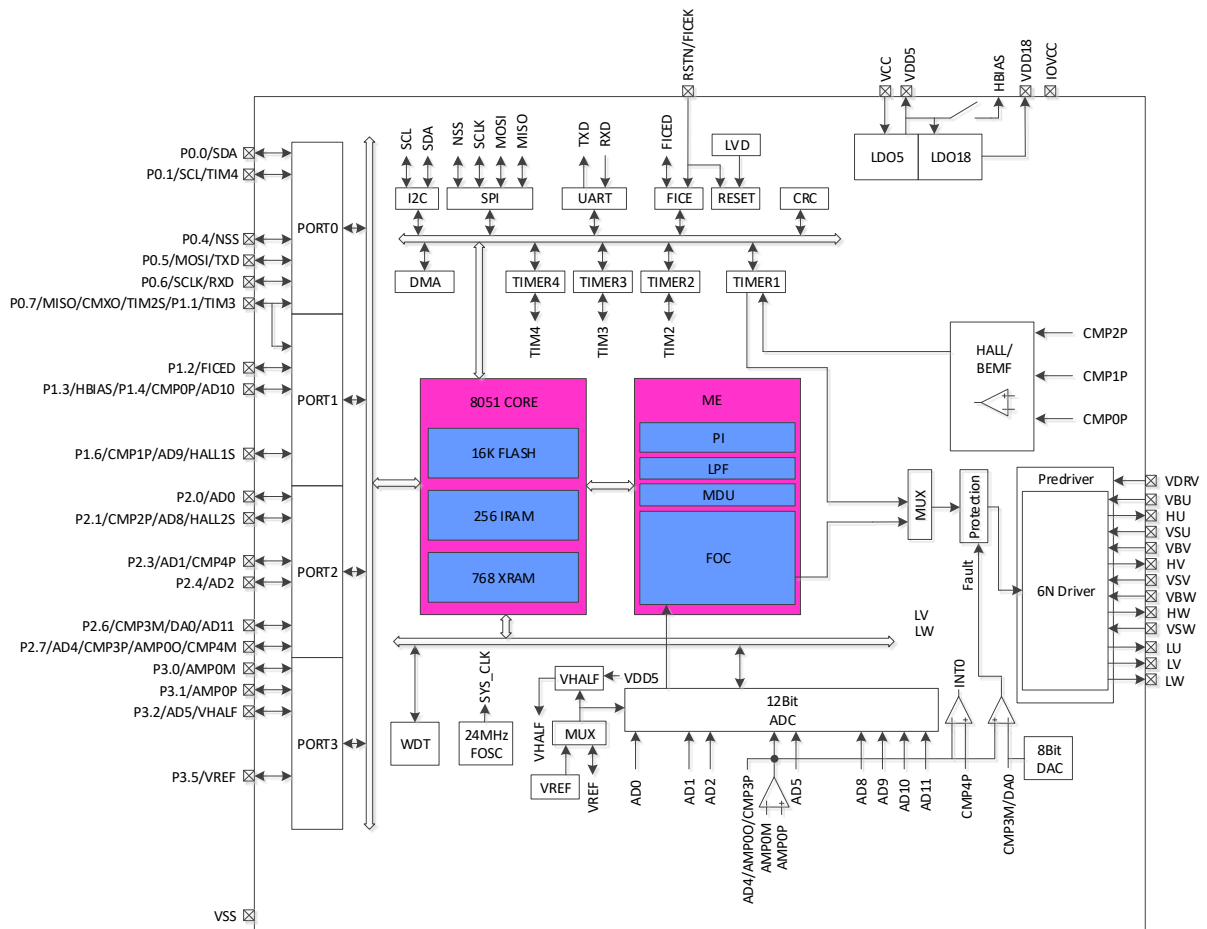 RSTN/FICEK
VCC
VDD5
HBIAS
VDD18
IOVCC
SCL
SDA
NSS
SCLK
MOSI
MISO
TXD
RXD
FICED
LVD
LDO5
LDO18
I2C
SPI
UART
FICE
RESET
CRC
DMA
TIMER4
TIMER3
TIMER2
TIMER1
TIM4
TIM3
TIM2
P0.0/SDA
P0.1/SCL/TIM4
P0.4/NSS
P0.5/MOSI/TXD
P0.6/SCLK/RXD
P0.7/MISO/CMXO/TIM2S/P1.1/TIM3
P1.2/FICED
P1.3/HBIAS/P1.4/CMP0P/AD10
P1.6/CMP1P/AD9/HALL1S
P2.0/AD0
P2.1/CMP2P/AD8/HALL2S
P2.3/AD1/CMP4P
P2.4/AD2
P2.6/CMP3M/DA0/AD11
P2.7/AD4/CMP3P/AMP0O/CMP4M
P3.0/AMP0M
P3.1/AMP0P
P3.2/AD5/VHALF
P3.5/VREF
VSS
PORT0
PORT1
PORT2
PORT3
8051 CORE
16K FLASH
256 IRAM
768 XRAM
ME
PI
LPF
MDU
FOC
HALL/
BEMF
CMP2P
CMP1P
CMP0P
MUX
Protection
Fault
Predriver
6N Driver
VDRV
VBU
HU
VSU
VBV
HV
VSV
VBW
HW
VSW
LU
LV
LW
LV
LW
WDT
SYS_CLK
24MHz
FOSC
VHALF
VDD5
VHALF
MUX
VREF
VREF
12Bit
ADC
AD0
AD1
AD2
AD4/AMP0O/CMP3P
AMP0M
AMP0P
AD5
AD8
AD9
AD10
AD11
INT0
CMP4P
CMP3M/DA0
8Bit
DAC